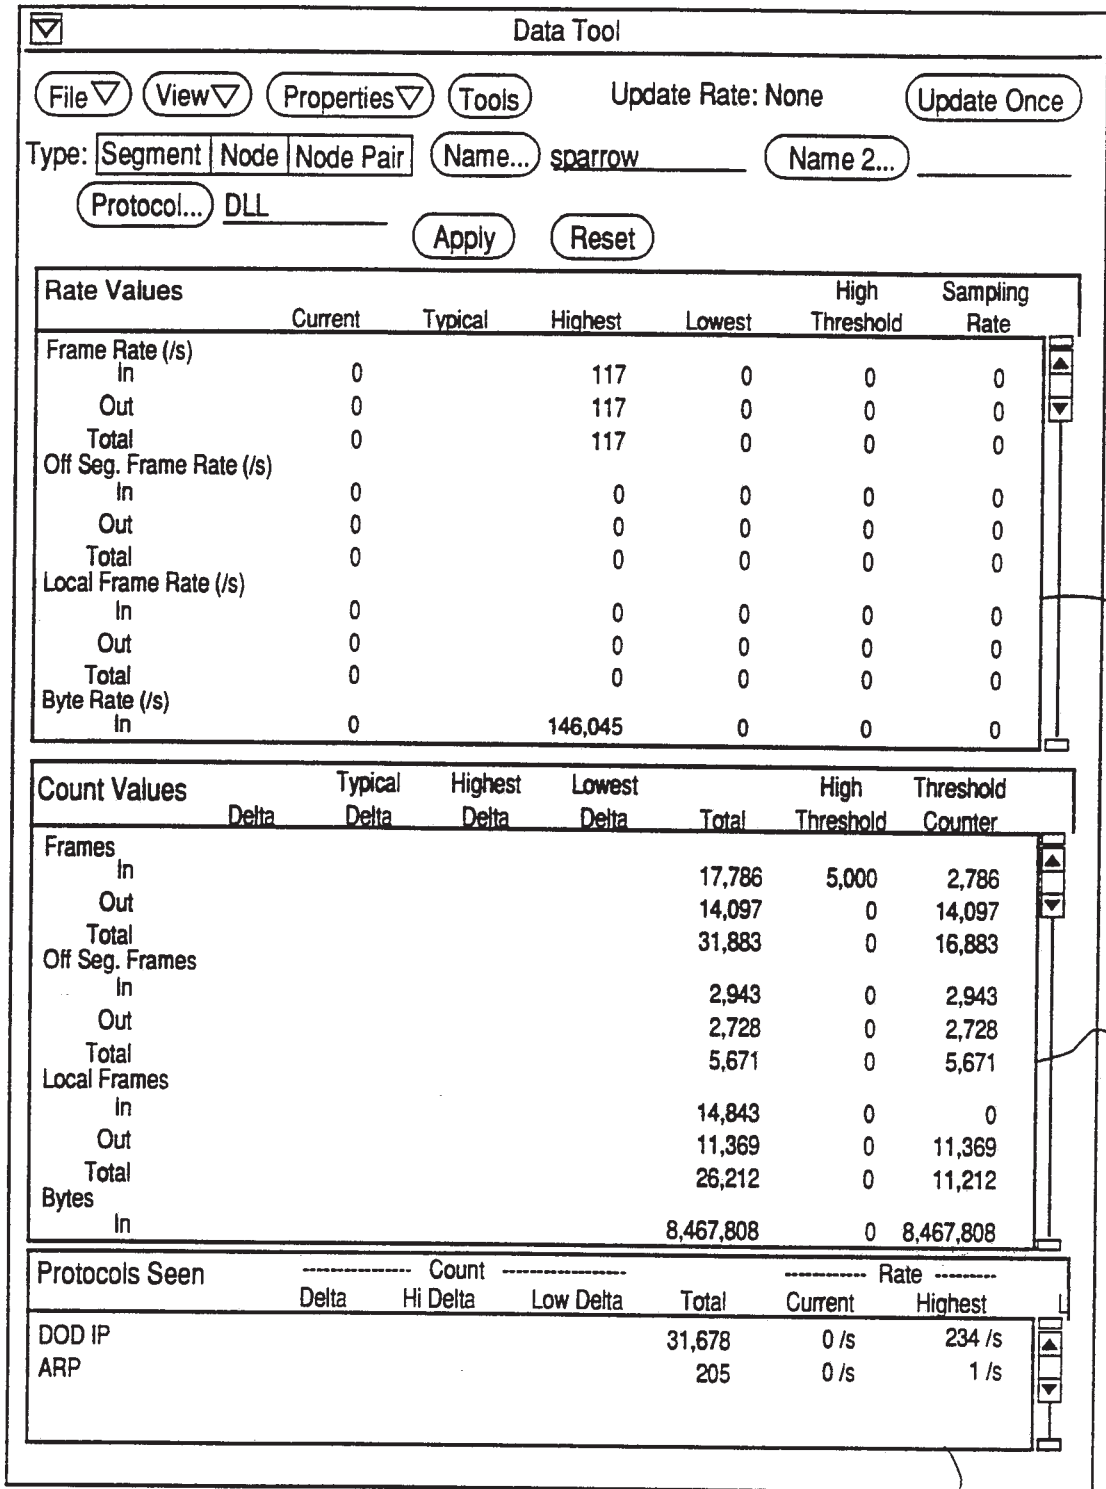 Data Tool
File View Properties Tools Update Rate: None Update Once
Type: Segment Node Node Pair Name... sparrow Name 2...
Protocol... DLL
Apply Reset
Rate Values High Sampling
Current Typical Highest Lowest Threshold Rate
Frame Rate (/s)
In 0 117 0 0 0
Out 0 117 0 0 0
Total 0 117 0 0 0
Off Seg. Frame Rate (/s)
In 0 0 0 0 0
Out 0 0 0 0 0
Total 0 0 0 0 0
Local Frame Rate (/s)
In 0 0 0 0 0
Out 0 0 0 0 0
Total 0 0 0 0 0
Byte Rate (/s)
In 0 146,045 0 0 0
Count Values Typical Highest Lowest High Threshold
Delta Delta Delta Delta Total Threshold Counter
Frames
In 17,786 5,000 2,786
Out 14,097 0 14,097
Total 31,883 0 16,883
Off Seg. Frames
In 2,943 0 2,943
Out 2,728 0 2,728
Total 5,671 0 5,671
Local Frames
In 14,843 0 0
Out 11,369 0 11,369
Total 26,212 0 11,212
Bytes
In 8,467,808 0 8,467,808
Protocols Seen ---------- Count ---------- --------- Rate --------
Delta Hi Delta Low Delta Total Current Highest L
DOD IP 31,678 0 /s 234 /s
ARP 205 0 /s 1 /s